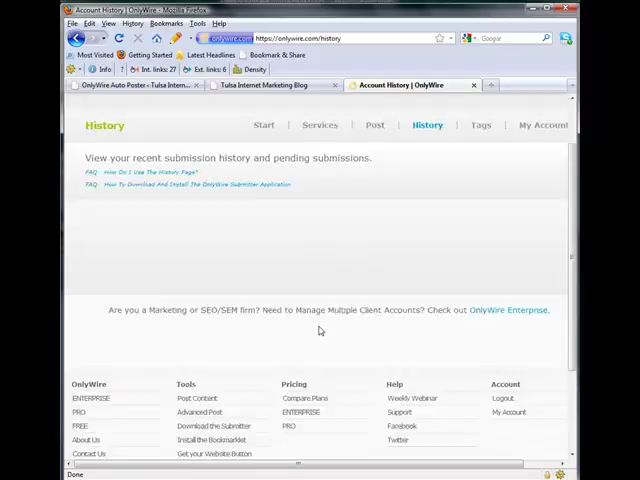 Account History | OnlyWire - Mozilla Firefox
File Edit View History Bookmarks Tools Help
onlywire.com https://onlywire.com/history Google
Most Visited Getting Started Latest Headlines Bookmark & Share
Info Int. links: 27 Ext. links: 6 Density
OnlyWire Auto Poster ‹ Tulsa Intern... Tulsa Internet Marketing Blog Account History | OnlyWire
History Start | Services | Post | History | Tags | My Account
View your recent submission history and pending submissions.
FAQ How Do I Use The History Page?
FAQ How To Download And Install The OnlyWire Submitter Application
Are you a Marketing or SEO/SEM firm? Need to Manage Multiple Client Accounts? Check out OnlyWire Enterprise.
OnlyWire Tools Pricing Help Account
ENTERPRISE Post Content Compare Plans Weekly Webinar Logout
PRO Advanced Post ENTERPRISE Support My Account
FREE Download the Submitter PRO Facebook
About Us Install the Bookmarklet Twitter
Contact Us Get your Website Button
Done